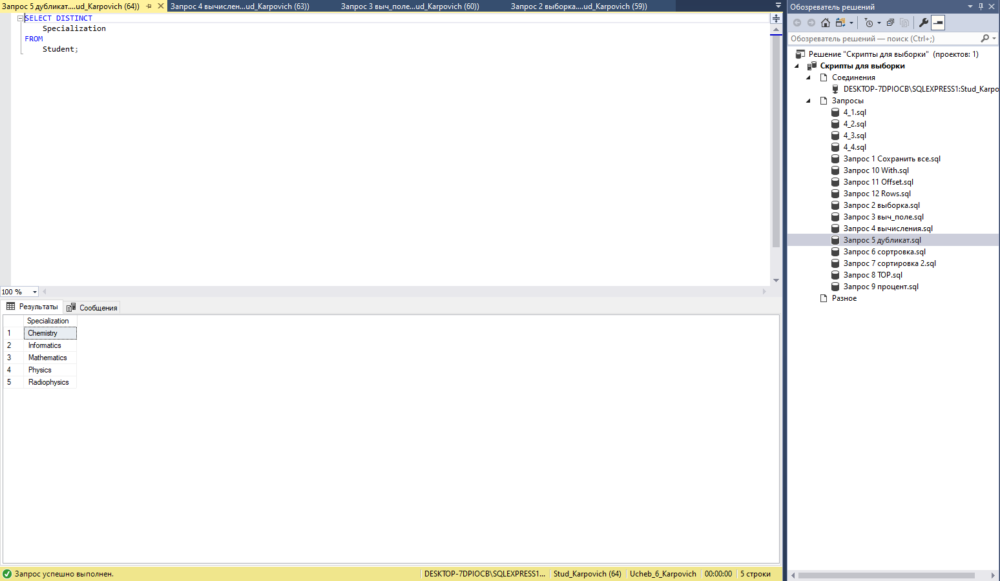 Запрос 5 дубликат....ud_Karpovich (64))
Запрос 4 вычислен...ud_Karpovich (63))
Запрос 3 выч_поле...ud_Karpovich (60))
Запрос 2 выборка....ud_Karpovich (59))
SELECT DISTINCT
Specialization
FROM
Student;
100 %
Результаты
Сообщения
Specialization
1 Chemistry
2 Informatics
3 Mathematics
4 Physics
5 Radiophysics
Запрос успешно выполнен.
DESKTOP-7DPIOCB\SQLEXPRESS1...
Stud_Karpovich (64)
Ucheb_6_Karpovich
00:00:00
5 строки
Обозреватель решений
Обозреватель решений — поиск (Ctrl+;)
Решение "Скрипты для выборки" (проектов: 1)
Скрипты для выборки
Соединения
DESKTOP-7DPIOCB\SQLEXPRESS1:Stud_Karpo
Запросы
4_1.sql
4_2.sql
4_3.sql
4_4.sql
Запрос 1 Сохранить все.sql
Запрос 10 With.sql
Запрос 11 Offset.sql
Запрос 12 Rows.sql
Запрос 2 выборка.sql
Запрос 3 выч_поле.sql
Запрос 4 вычисления.sql
Запрос 5 дубликат.sql
Запрос 6 сортровка.sql
Запрос 7 сортировка 2.sql
Запрос 8 TOP.sql
Запрос 9 процент.sql
Разное